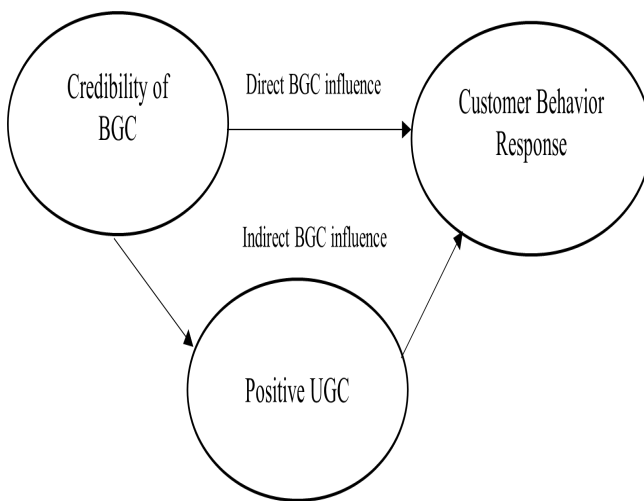 Credibility of
BGC
Direct BGC influence
Customer Behavior
Response
Indirect BGC influence
Positive UGC